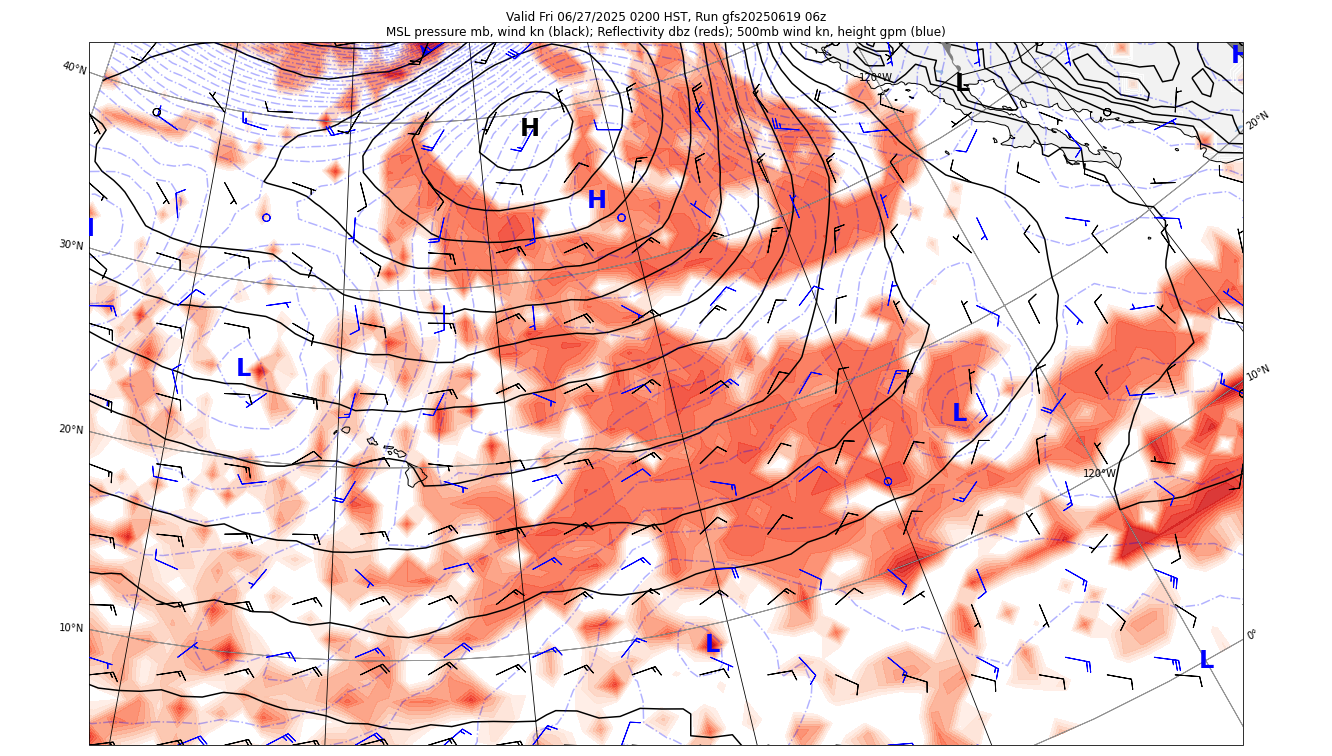 Valid Fri 06/27/2025 0200 HST, Run gfs20250619 06z
MSL pressure mb, wind kn (black); Reflectivity dbz (reds); 500mb wind kn, height gpm (blue)
H
40°N
120°W
L
20°N
H
H
30°N
L
10°N
L
20°N
120°W
10°N
0°
L
L